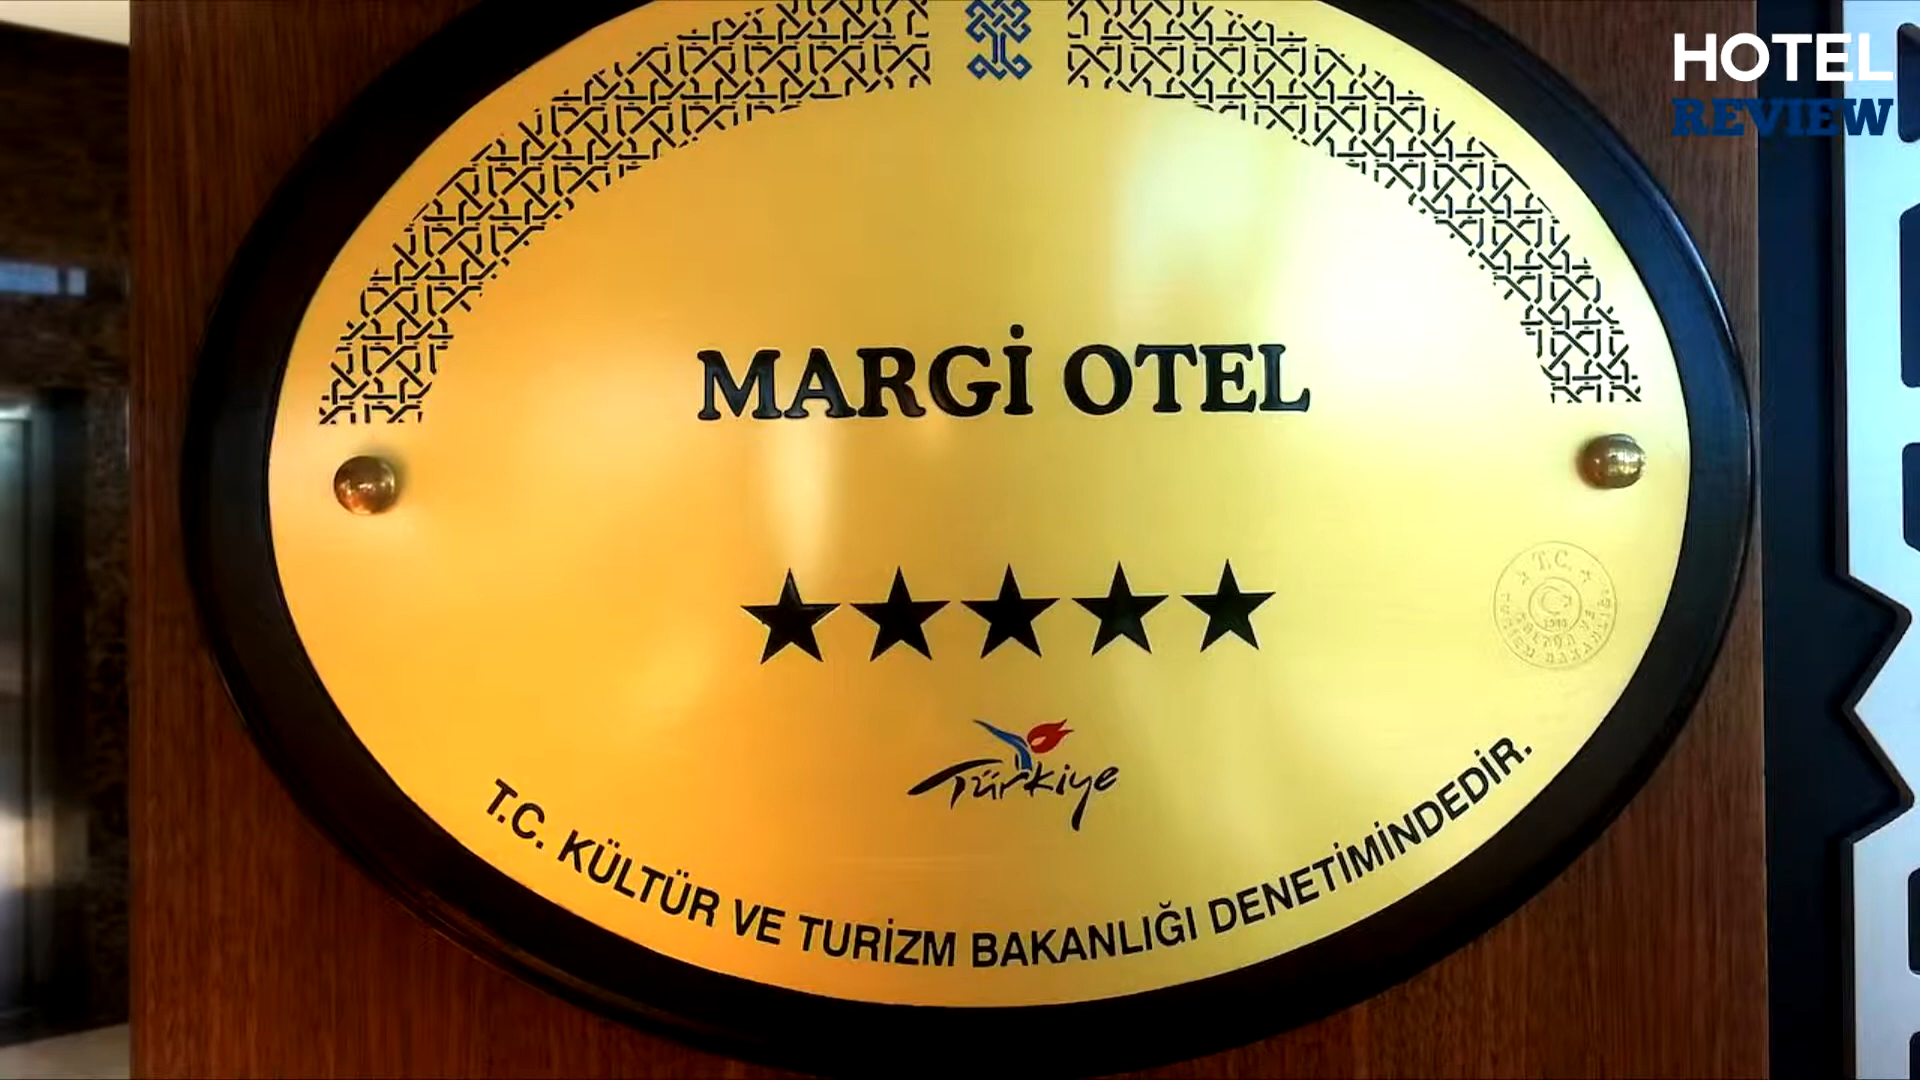 HOTEL
REVIEW
MARGİ OTEL
Türkiye
T.C. KÜLTÜR VE TURİZM BAKANLIĞI DENETİMİNDEDİR.
T.C.